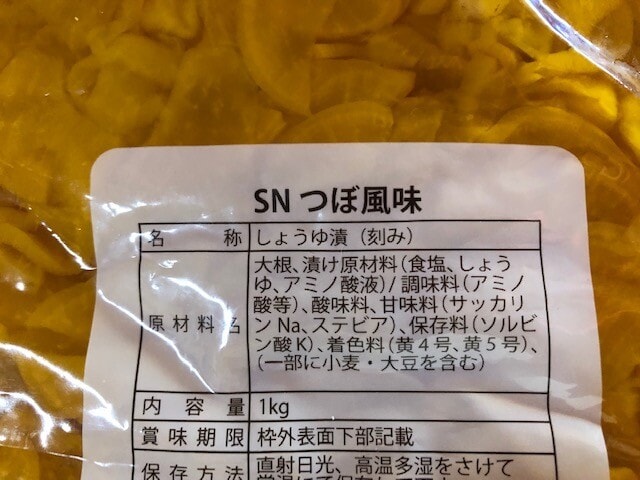 SN つぼ風味
名称 しょうゆ漬（刻み）
大根、漬け原材料（食塩、しょう
ゆ、アミノ酸液）/ 調味料（アミノ
酸等）、酸味料、甘味料（サッカリ
原材料名 ンNa、ステビア）、保存料（ソルビ
ン酸K）、着色料（黄４号、黄５号）、
（一部に小麦・大豆を含む）
内容量 1kg
賞味期限 枠外表面下部記載
保存方法 直射日光、高温多湿をさけて